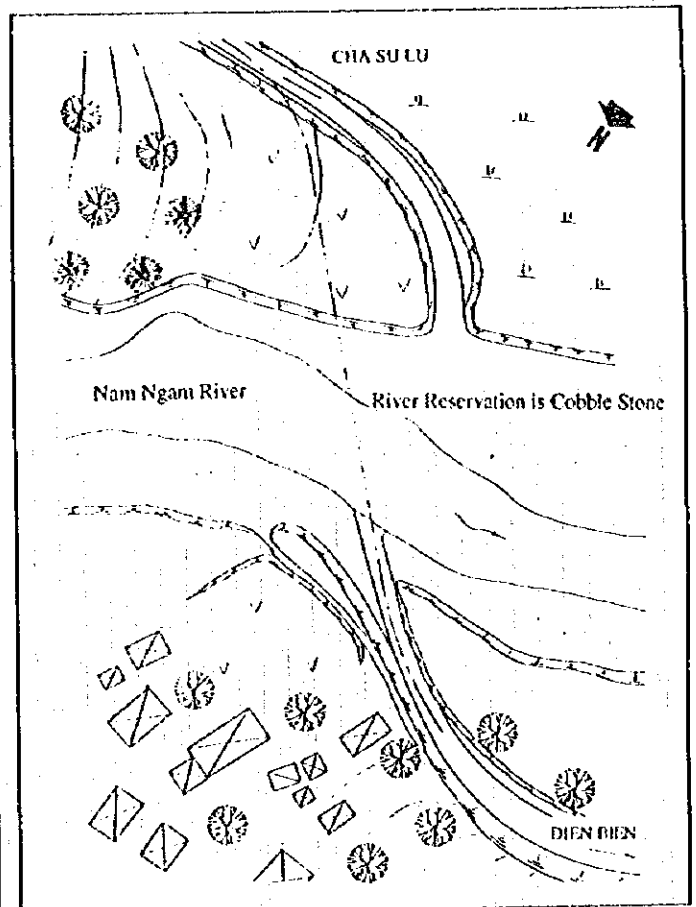 CHA SU LU
N
Nam Ngam River
River Reservation is Cobble Stone
DIEN BIEN